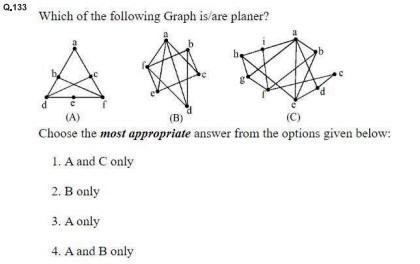 Q.133
Which of the following Graph is/are planer?
a
b
c
d
e
f
(A)
a
b
f
c
e
d
(B)
a
i
h
b
c
g
f
d
e
(C)
Choose the most appropriate answer from the options given below:
1. A and C only
2. B only
3. A only
4. A and B only